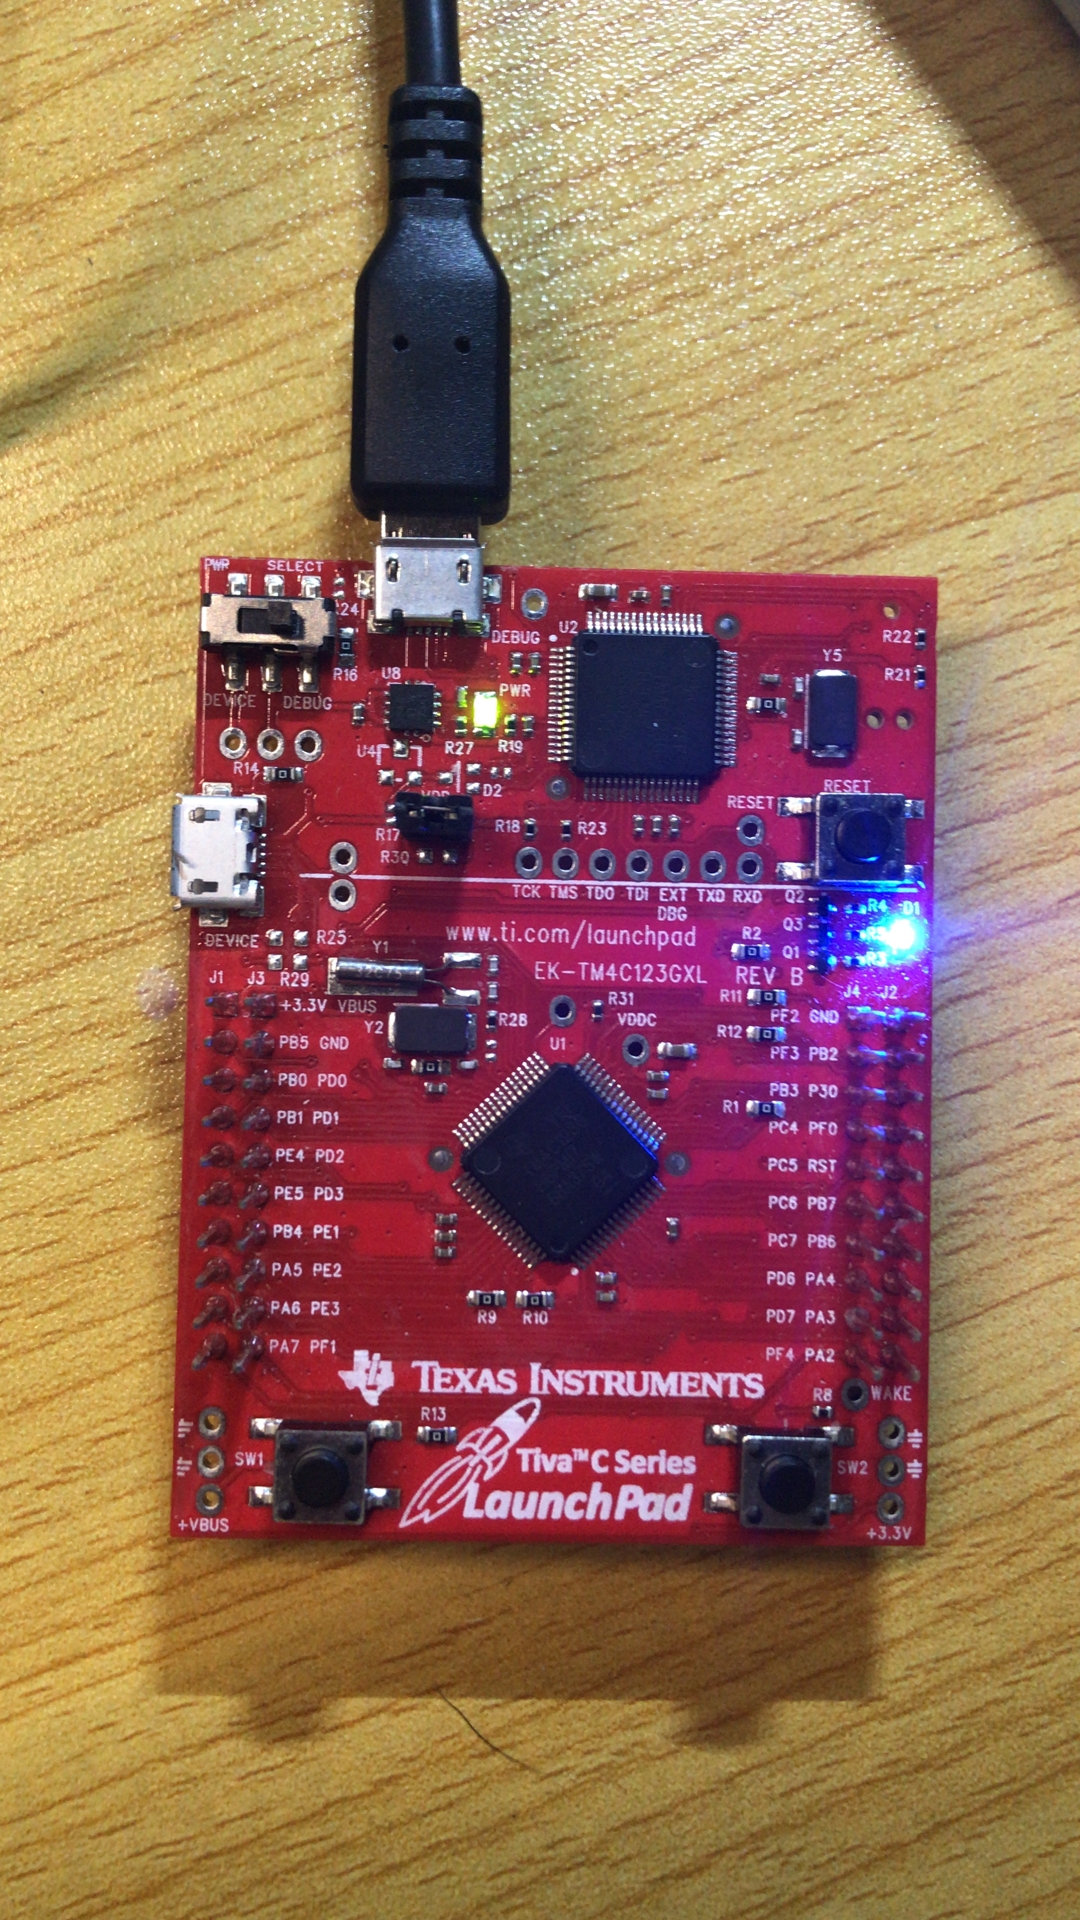 PWR SELECT
24
R16
DEVICE DEBUG
DEBUG
U2
U8
PWR
U4
R27 R19
R14
D2
R17
R30
R18 R23
R22
R21
Y5
RESET
RESET
TCK TMS TDO TDI EXT DBG TXD RXD
Q2 R4 D1
Q3
Q1 R3
www.ti.com/launchpad
EK-TM4C123GXL REV B
DEVICE R25
R29
Y1
Y2
R28
R31
VDDC
U1
R2
R11
R12
R1
J1 J3
+3.3V VBUS
PB5 GND
PB0 PD0
PB1 PD1
PE4 PD2
PE5 PD3
PB4 PE1
PA5 PE2
PA6 PE3
PA7 PF1
J4 J2
PF2 GND
PF3 PB2
PB3 P30
PC4 PF0
PC5 RST
PC6 PB7
PC7 PB6
PD6 PA4
PD7 PA3
PF4 PA2
R9 R10
TEXAS INSTRUMENTS
R13
R8 WAKE
SW1
SW2
Tiva™ C Series
LaunchPad
+VBUS
+3.3V